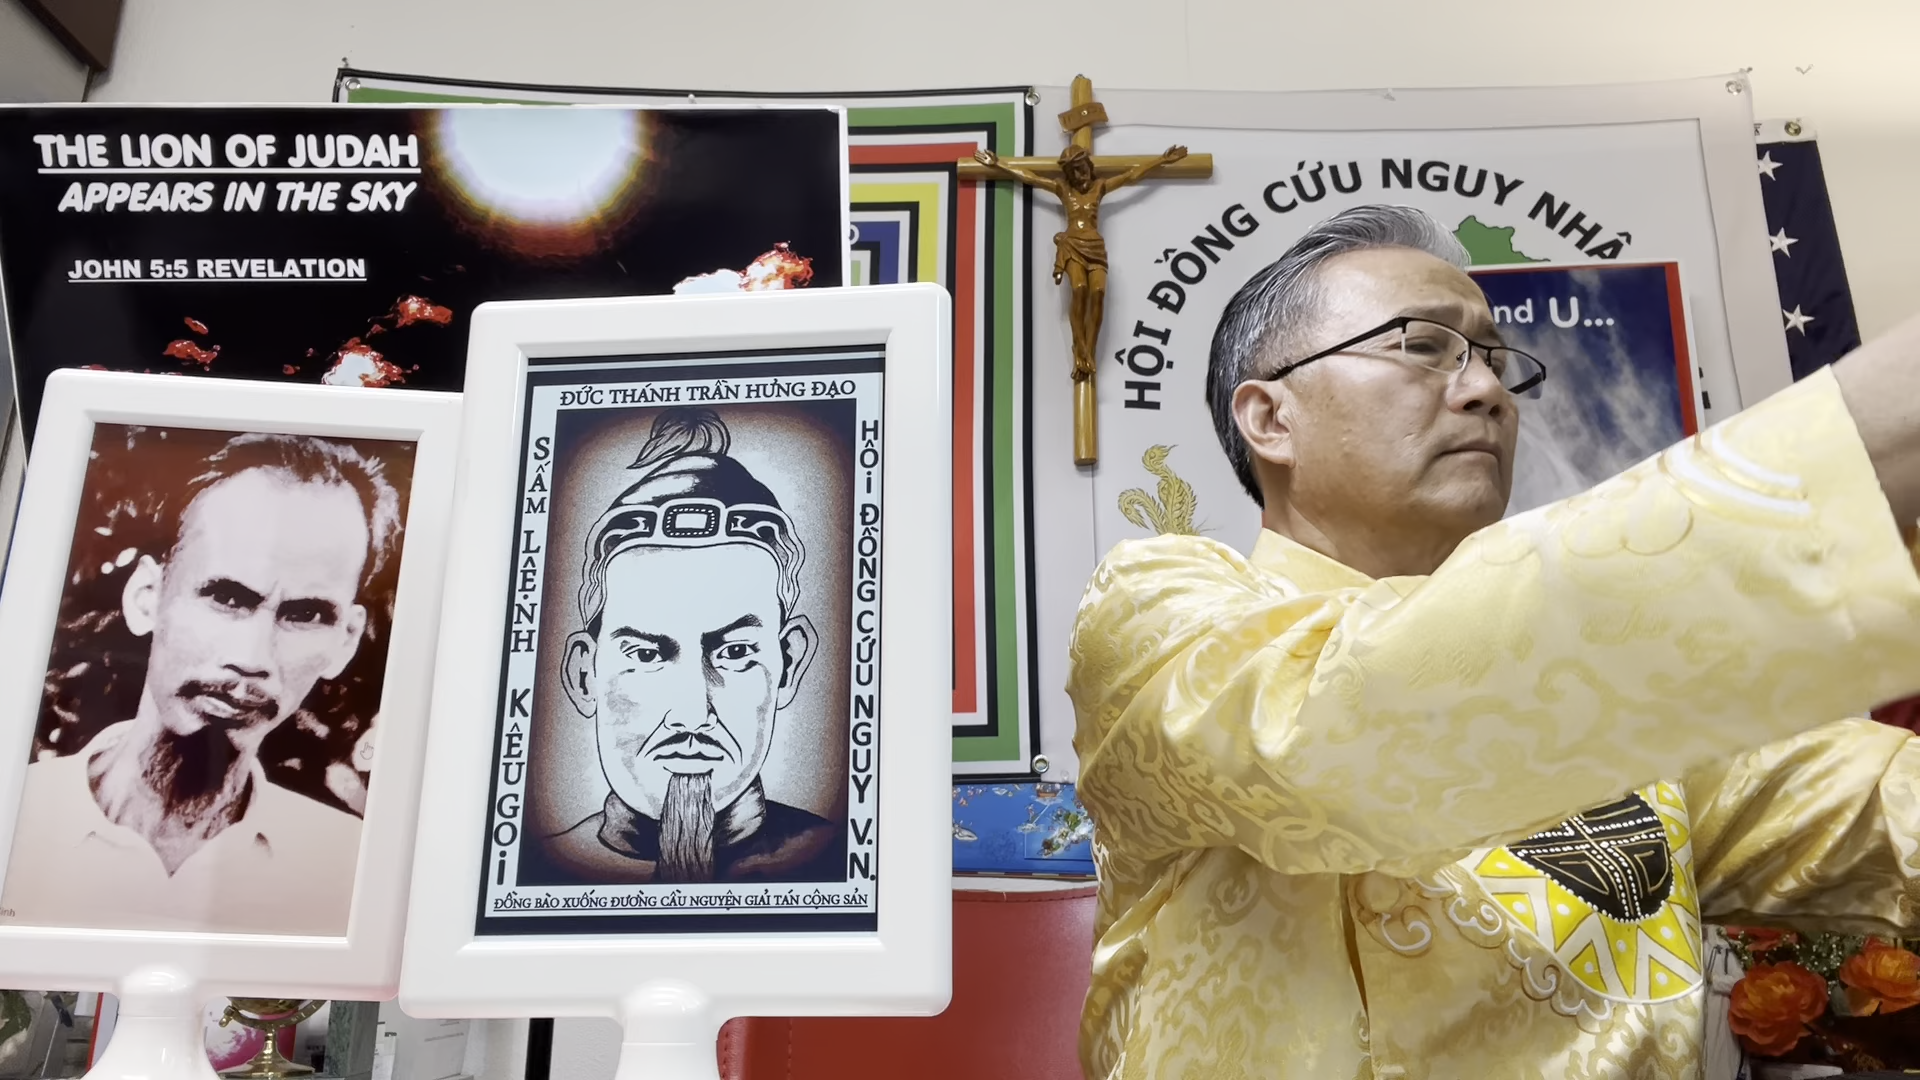 THE LION OF JUDAH
APPEARS IN THE SKY
JOHN 5:5 REVELATION
ĐỨC THÁNH TRẦN HƯNG ĐẠO
SẤM LỆNH KÊU GỌI
HỘI ĐỒNG CỨU NGUY V.N.
ĐỒNG BÀO XUỐNG ĐƯỜNG CẦU NGUYỆN GIẢI TÁN CỘNG SẢN
HỘI ĐỒNG CỨU NGUY NHÂ
nd U...